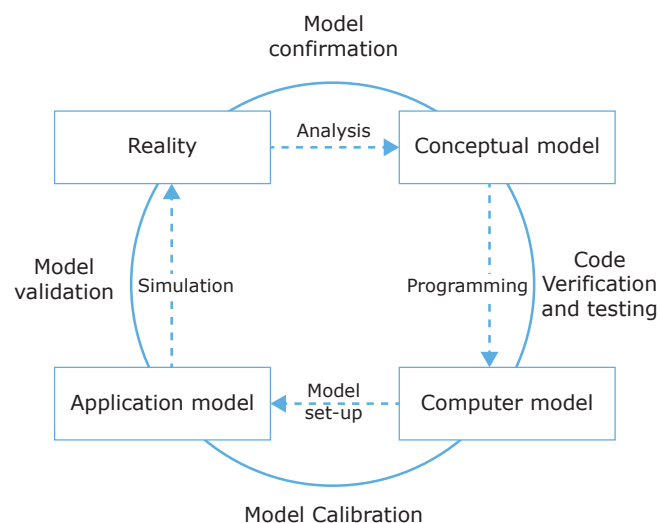 Model
confirmation
Reality
Analysis
Conceptual model
Model
validation
Simulation
Programming
Code
Verification
and testing
Application model
Model
set-up
Computer model
Model Calibration